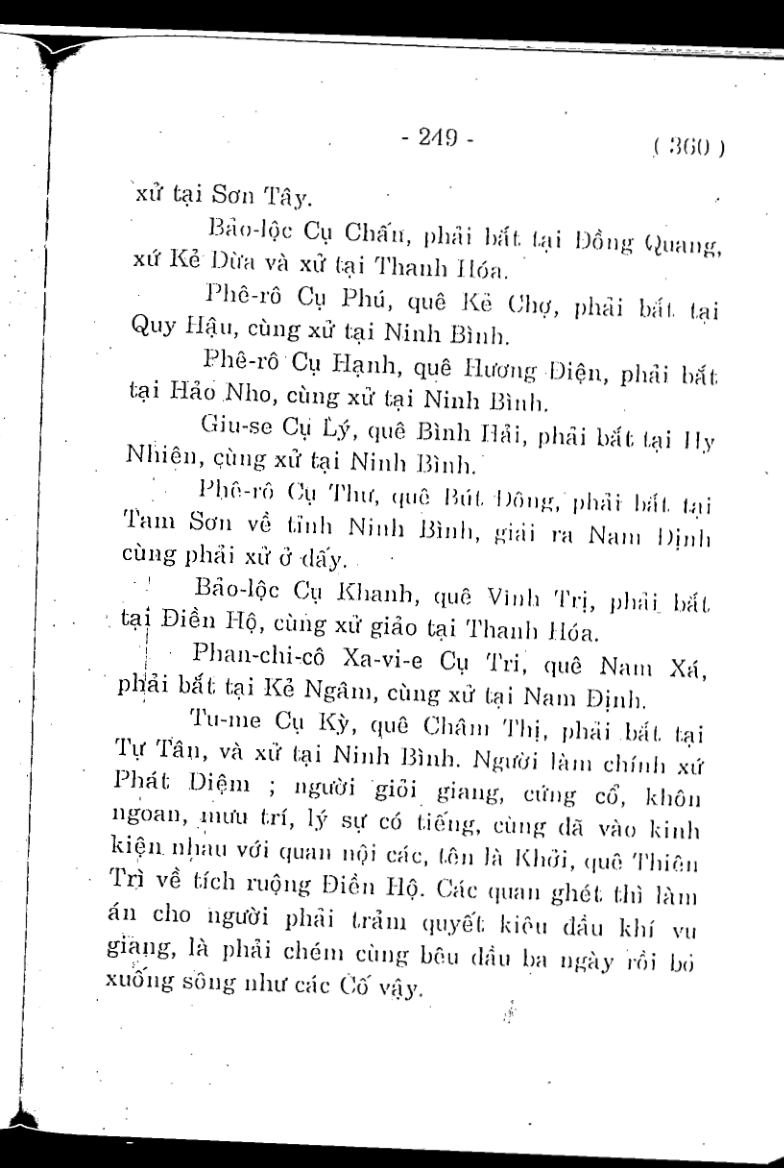 - 249 -
( 360 )
xử tại Sơn Tây.
Bảo-lộc Cụ Chấn, phải bắt tại Đồng Quang,
xứ Kẻ Dừa và xử tại Thanh Hóa.
Phê-rô Cụ Phú, quê Kẻ Chợ, phải bắt tại
Quy Hậu, cùng xử tại Ninh Bình.
Phê-rô Cụ Hạnh, quê Hương Điện, phải bắt
tại Hảo Nho, cùng xử tại Ninh Bình.
Giu-se Cụ Lý, quê Bình Hải, phải bắt tại Hy
Nhiên, cùng xử tại Ninh Bình.
Phê-rô Cụ Thư, quê Bút Đông, phải bắt tại
Tam Sơn về tỉnh Ninh Bình, giải ra Nam Định
cùng phải xử ở dấy.
Bảo-lộc Cụ Khanh, quê Vĩnh Trị, phải bắt
tại Điền Hộ, cùng xử giảo tại Thanh Hóa.
Phan-chi-cô Xa-vi-e Cụ Tri, quê Nam Xá,
phải bắt tại Kẻ Ngâm, cùng xử tại Nam Định.
Tu-me Cụ Kỳ, quê Châm Thị, phải bắt tại
Tự Tân, và xử tại Ninh Bình. Người làm chính xứ
Phát Diệm ; người giỏi giang, cứng cổ, khôn
ngoan, mưu trí, lý sự có tiếng, cùng dã vào kinh
kiện nhau với quan nội các, tên là Khởi, quê Thiên
Trì về tích ruộng Điền Hộ. Các quan ghét thì làm
án cho người phải trảm quyết kiêu dầu khí vu
giang, là phải chém cùng bêu dầu ba ngày rồi bỏ
xuống sông như các Cố vậy.